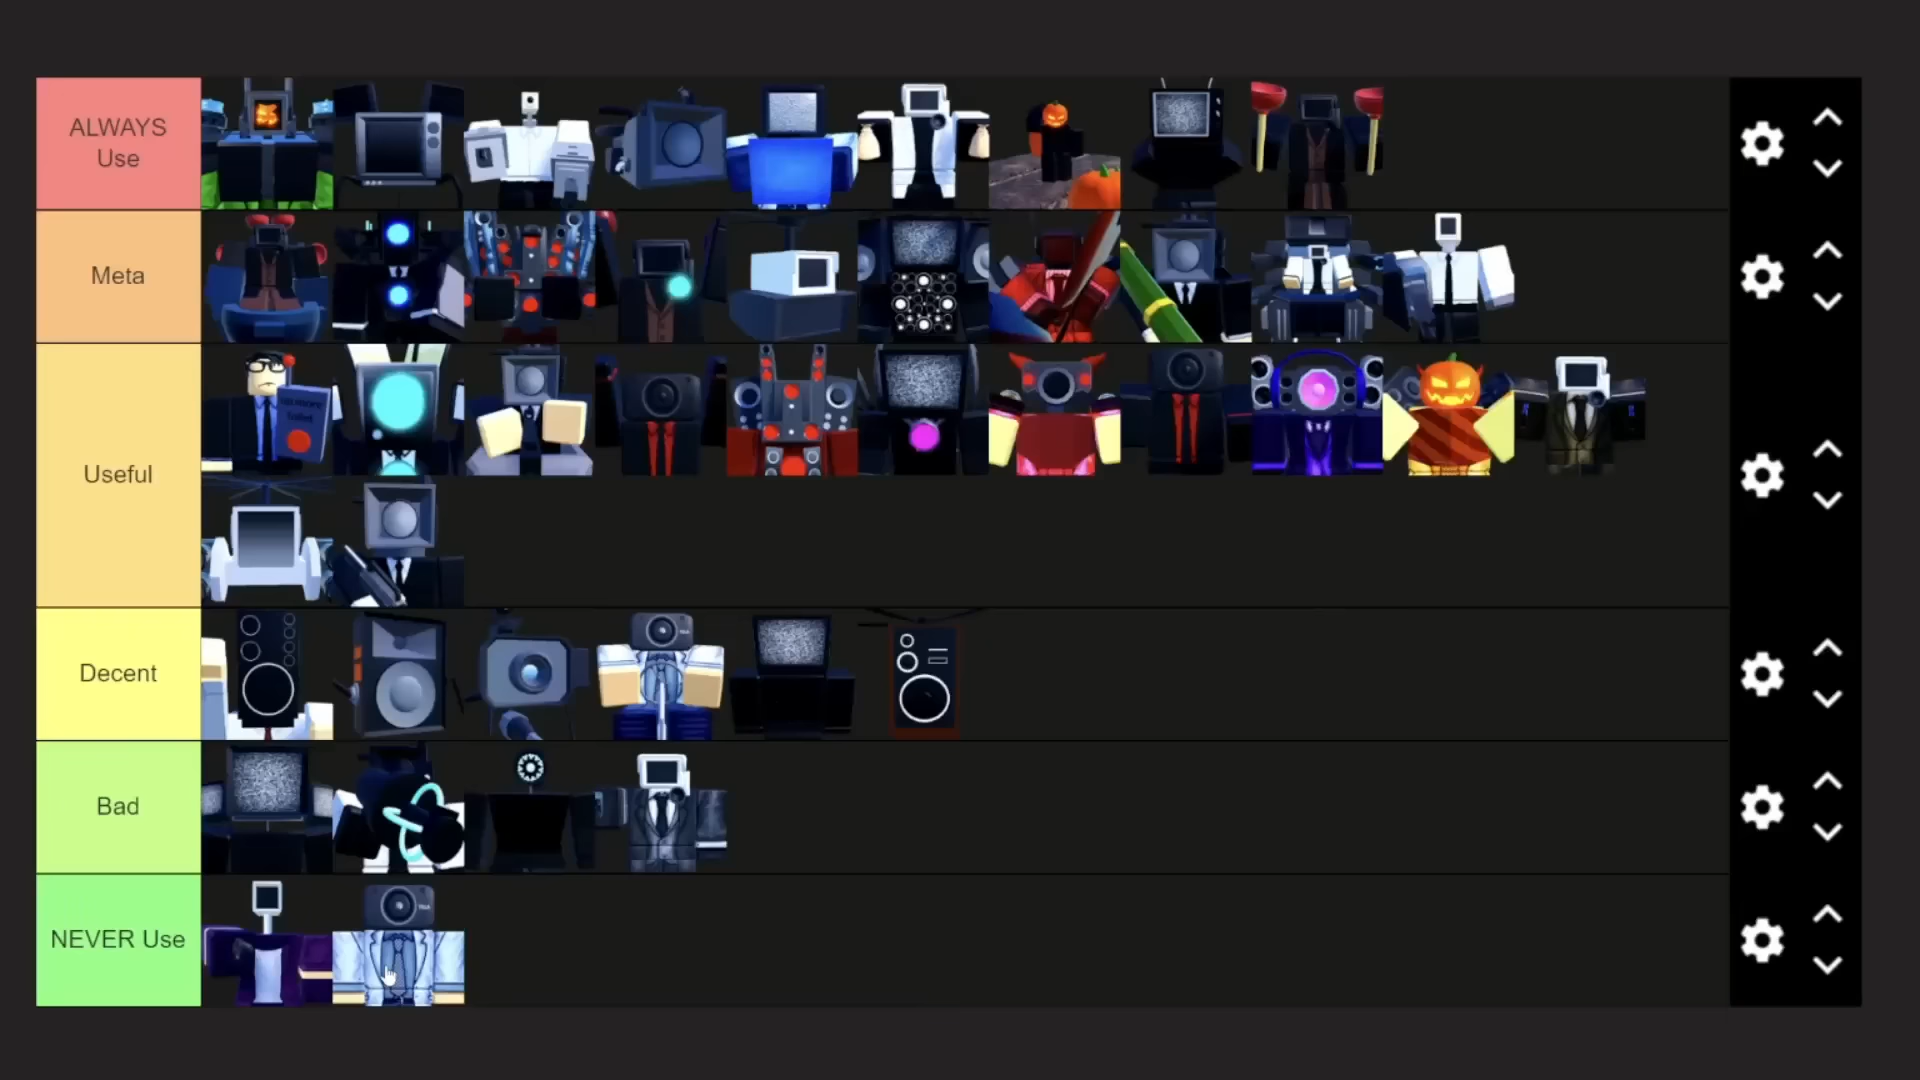 ALWAYS
Use
Meta
Useful
Decent
Bad
NEVER Use